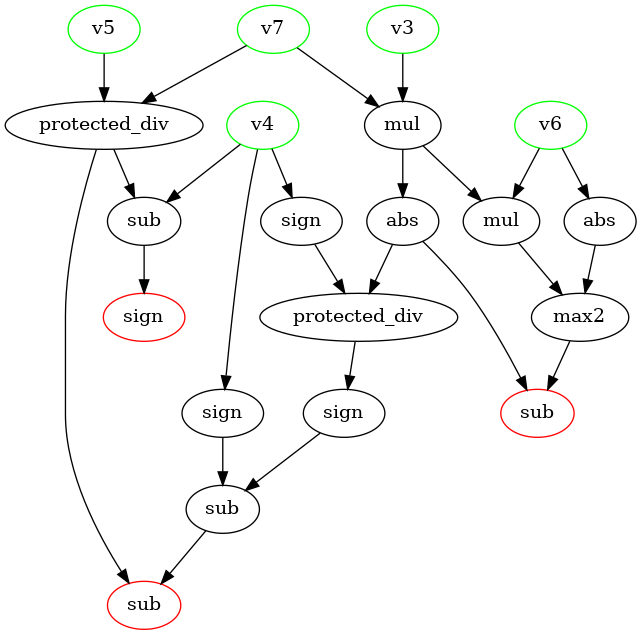 v5
v7
v3
protected_div
v4
mul
v6
sub
sign
abs
mul
abs
sign
protected_div
max2
sign
sign
sub
sub
sub